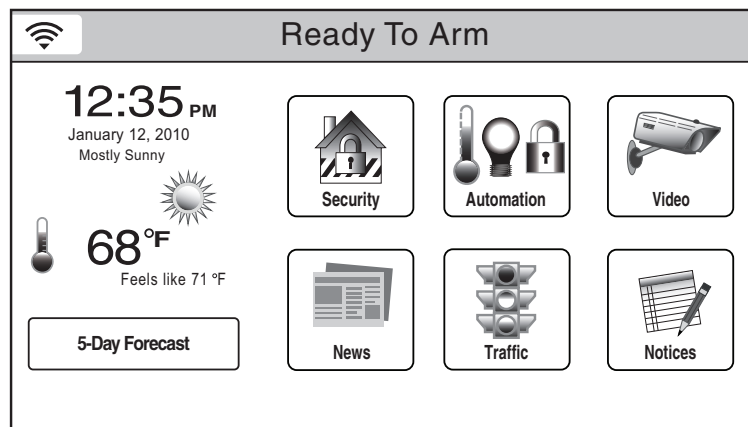 Ready To Arm
12:35 PM
January 12, 2010
Mostly Sunny
68°F
Feels like 71 °F
5-Day Forecast
Security
Automation
Video
News
Traffic
Notices